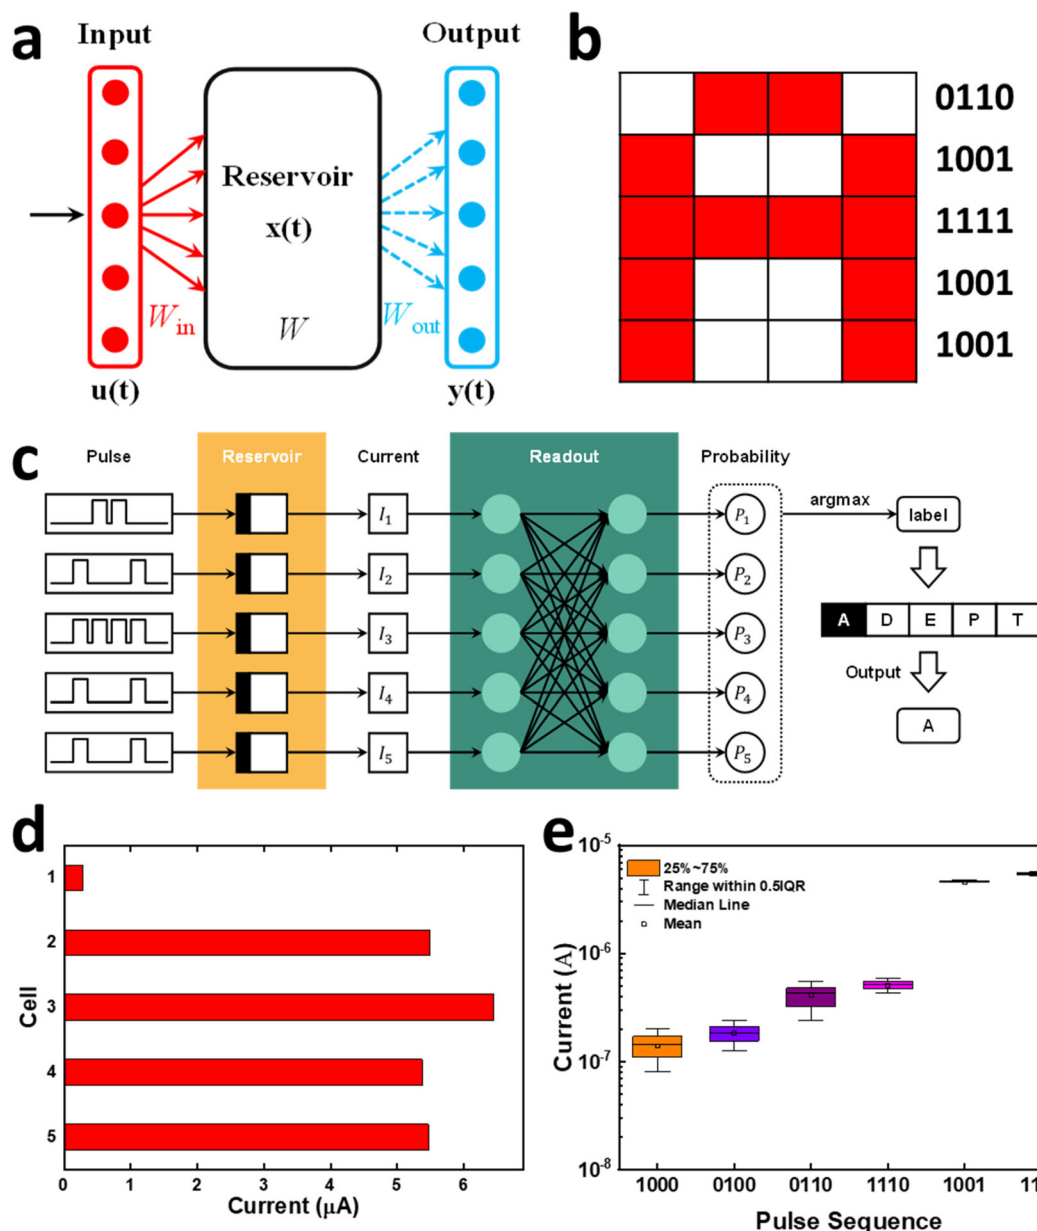 a
Input
Output
Reservoir
x(t)
W
W in
W out
u(t)
y(t)
b
0110
1001
1111
1001
1001
c
Pulse
Reservoir
Current
Readout
Probability
I1
I2
I3
I4
I5
P1
P2
P3
P4
P5
argmax
label
A D E P T
Output
A
d
Cell
1
2
3
4
5
0 1 2 3 4 5 6
Current (μA)
e
Current (A)
10-5
10-6
10-7
10-8
25%~75%
Range within 0.5IQR
Median Line
Mean
1000 0100 0110 1110 1001
Pulse Sequence